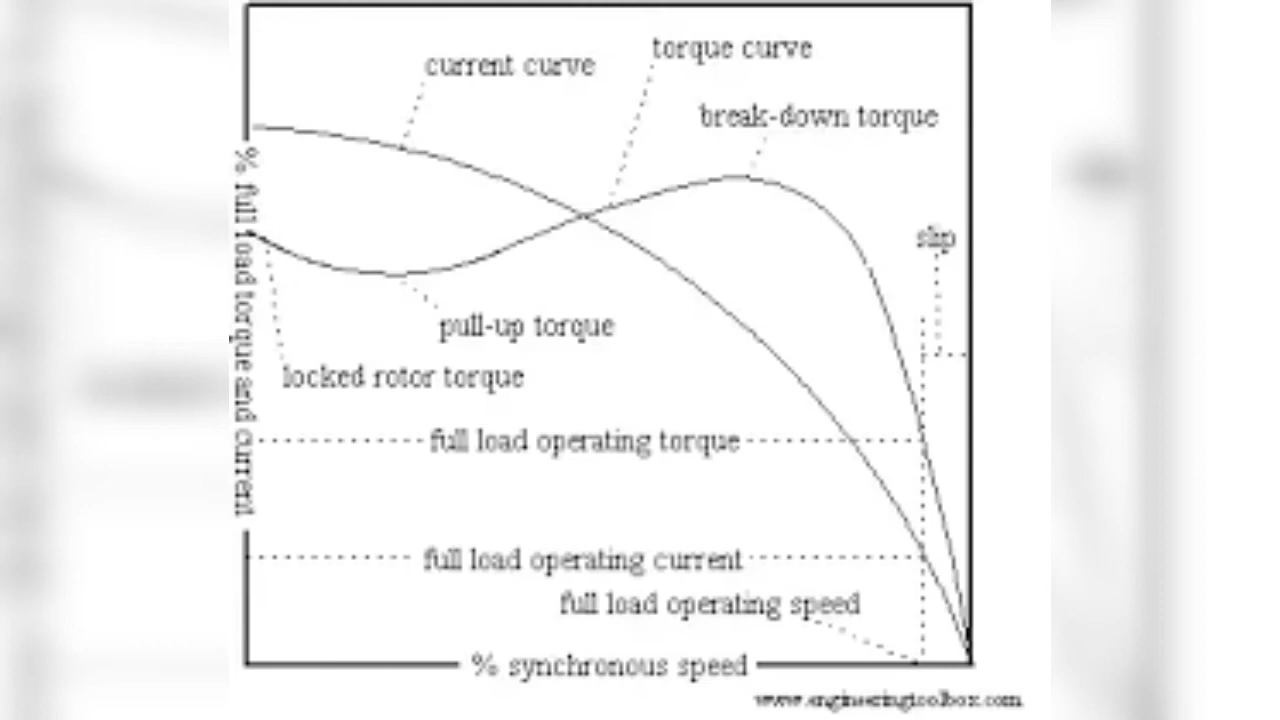 torque curve
current curve
break-down torque
% full load torque and current
slip
pull-up torque
locked rotor torque
full load operating torque
full load operating current
full load operating speed
% synchronous speed
www.engineeringtoolbox.com